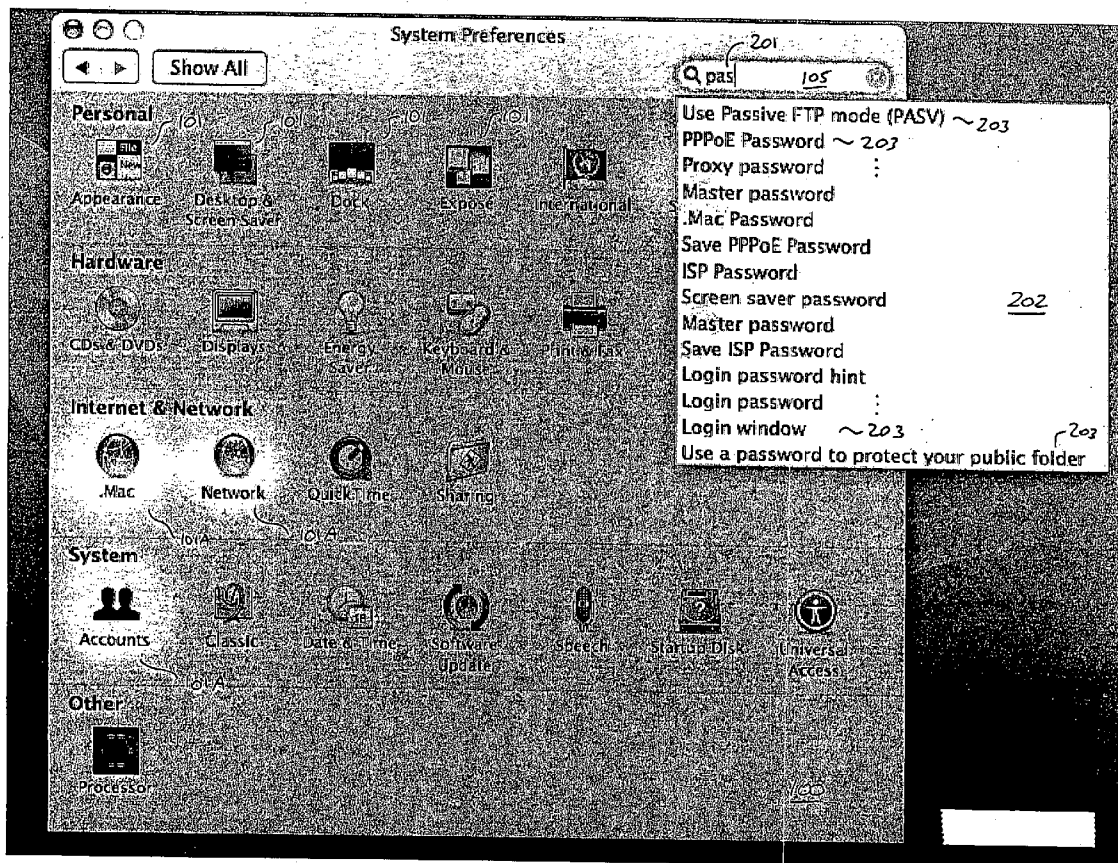 System Preferences
201
Show All
pas
105
Personal
101
101
101
101
File
New
Appearance
Desktop & Screen Saver
Dock
Exposé
International
Use Passive FTP mode (PASV) ~203
PPPoE Password ~ 203
Proxy password
Master password
.Mac Password
Save PPPoE Password
ISP Password
Screen saver password 202
Master password
Save ISP Password
Login password hint
Login password
Login window ~203
203
Use a password to protect your public folder
Hardware
CDs & DVDs
Displays
Energy Saver
Keyboard & Mouse
Print & Fax
Internet & Network
.Mac
Network
QuickTime
Sharing
101A
101A
System
Accounts
Classic
Date & Time
Software Update
Speech
Startup Disk
Universal Access
101A
Other
Processor
100